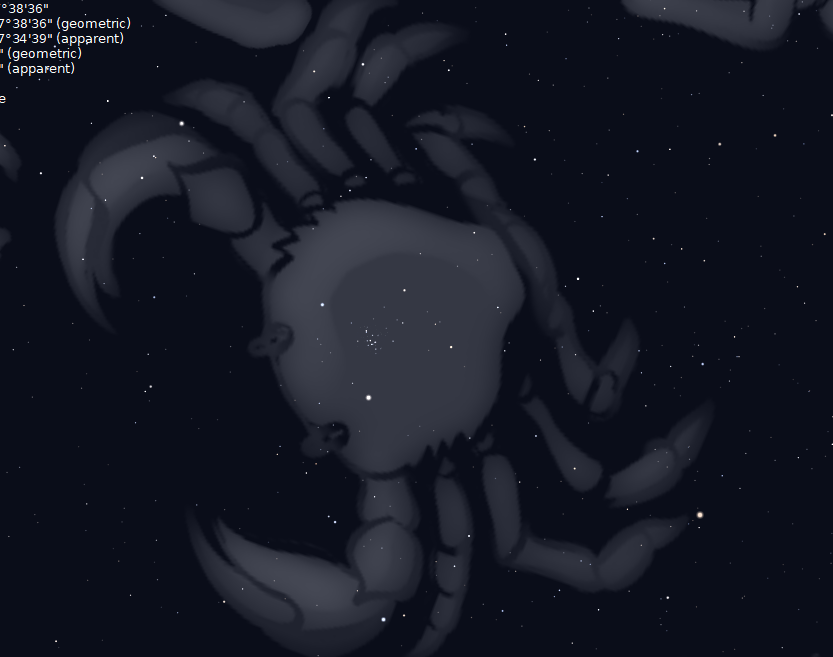 °38'36"
7°38'36" (geometric)
7°34'39" (apparent)
" (geometric)
" (apparent)
e